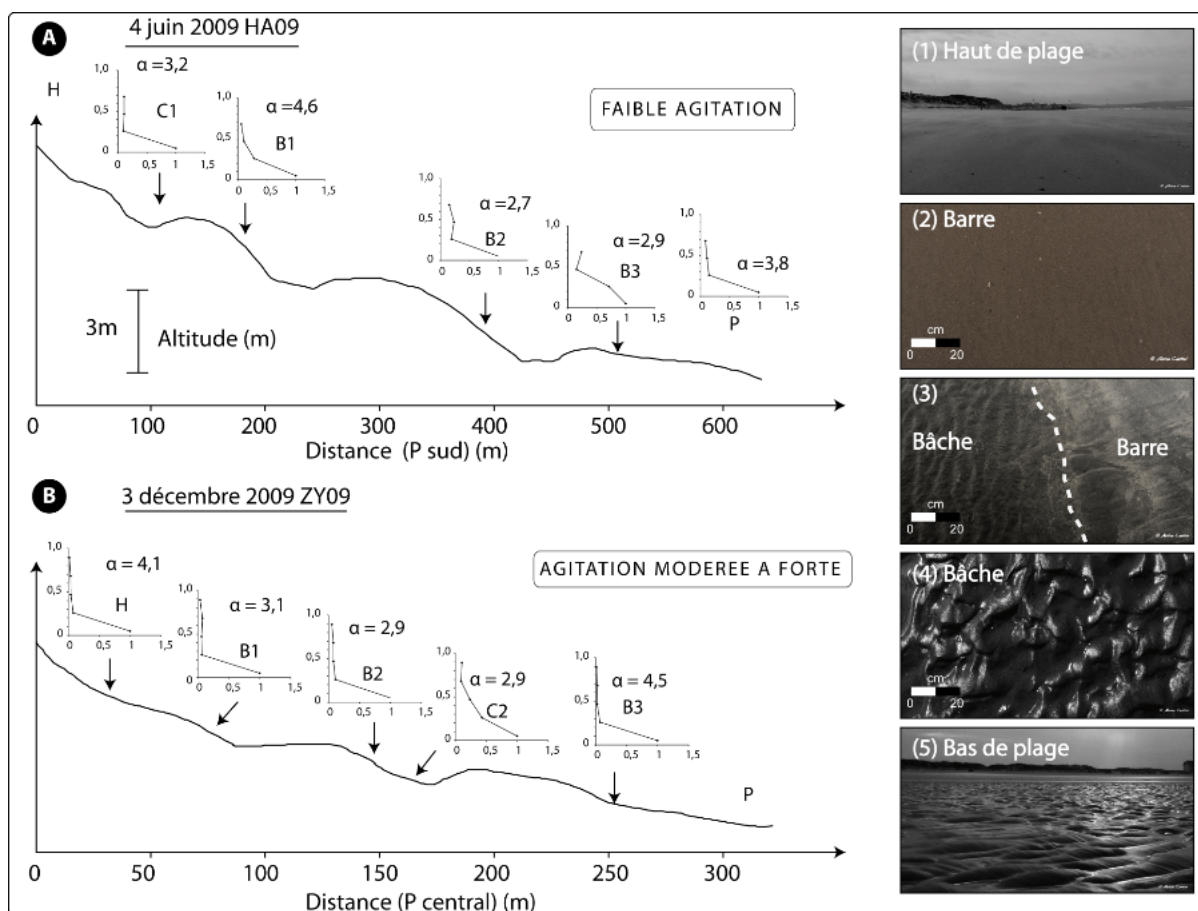 A
4 juin 2009 HA09
H
FAIBLE AGITATION
1,0
0,5
0
0 0,5 1 1,5
α =3,2
C1
1,0
0,5
0
0 0,5 1 1,5
α =4,6
B1
1,0
0,5
0
0 0,5 1 1,5
α =2,7
B2
1,0
0,5
0
0 0,5 1 1,5
α =2,9
B3
1,0
0,5
0
0 0,5 1 1,5
α =3,8
P
3m
Altitude (m)
0 100 200 300 400 500 600
Distance (P sud) (m)
B
3 décembre 2009 ZY09
AGITATION MODEREE A FORTE
1,0
0,5
0
0 0,5 1 1,5
α = 4,1
H
1,0
0,5
0
0 0,5 1 1,5
α = 3,1
B1
1,0
0,5
0
0 0,5 1 1,5
α = 2,9
B2
1,0
0,5
0
0 0,5 1 1,5
α = 2,9
C2
1,0
0,5
0
0 0,5 1 1,5
α = 4,5
B3
P
0 50 100 150 200 250 300
Distance (P central) (m)
(1) Haut de plage
(2) Barre
cm
0 20
(3)
Bâche
Barre
cm
0 20
(4) Bâche
cm
0 20
(5) Bas de plage